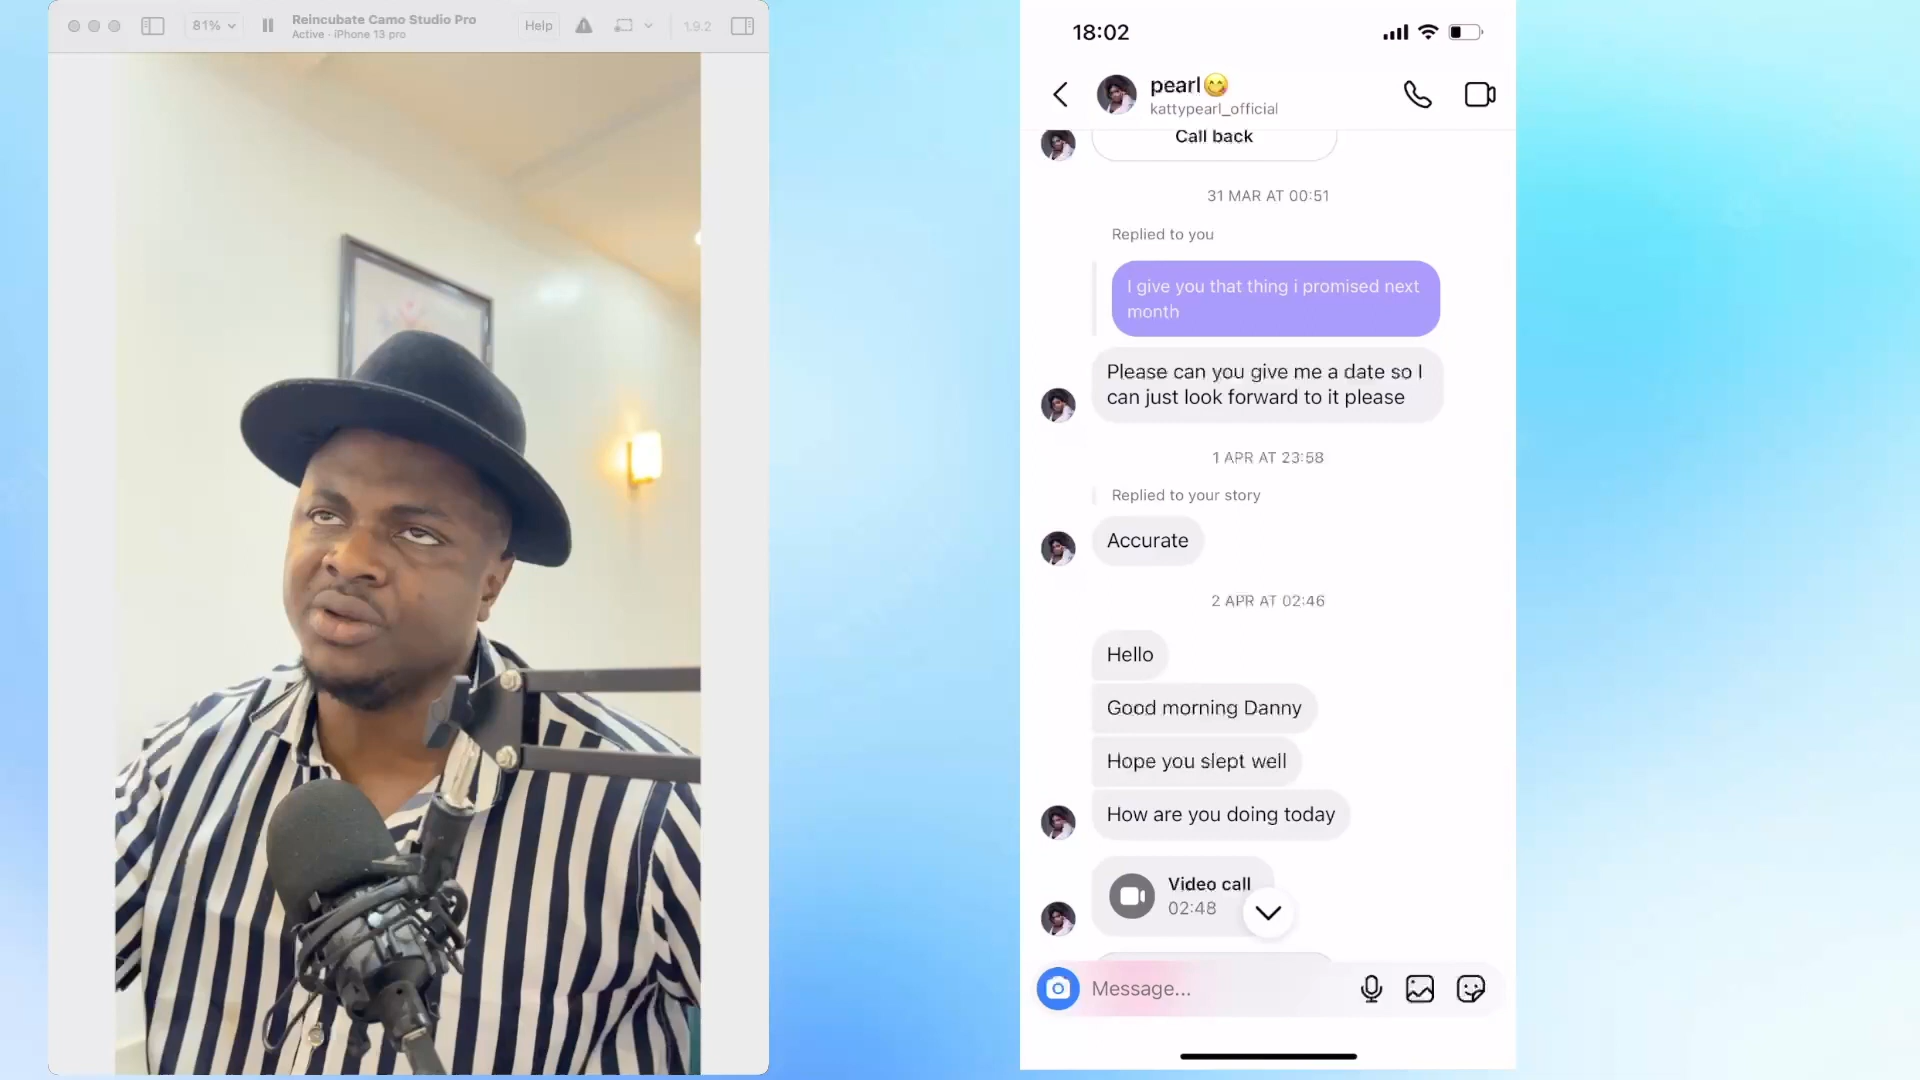 81%
Reincubate Camo Studio Pro
Active - iPhone 13 pro
Help
1.9.2
18:02
pearl😋
kattypearl_official
Call back
31 MAR AT 00:51
Replied to you
I give you that thing i promised next
month
Please can you give me a date so I
can just look forward to it please
1 APR AT 23:58
Replied to your story
Accurate
2 APR AT 02:46
Hello
Good morning Danny
Hope you slept well
How are you doing today
Video call
02:48
Message...